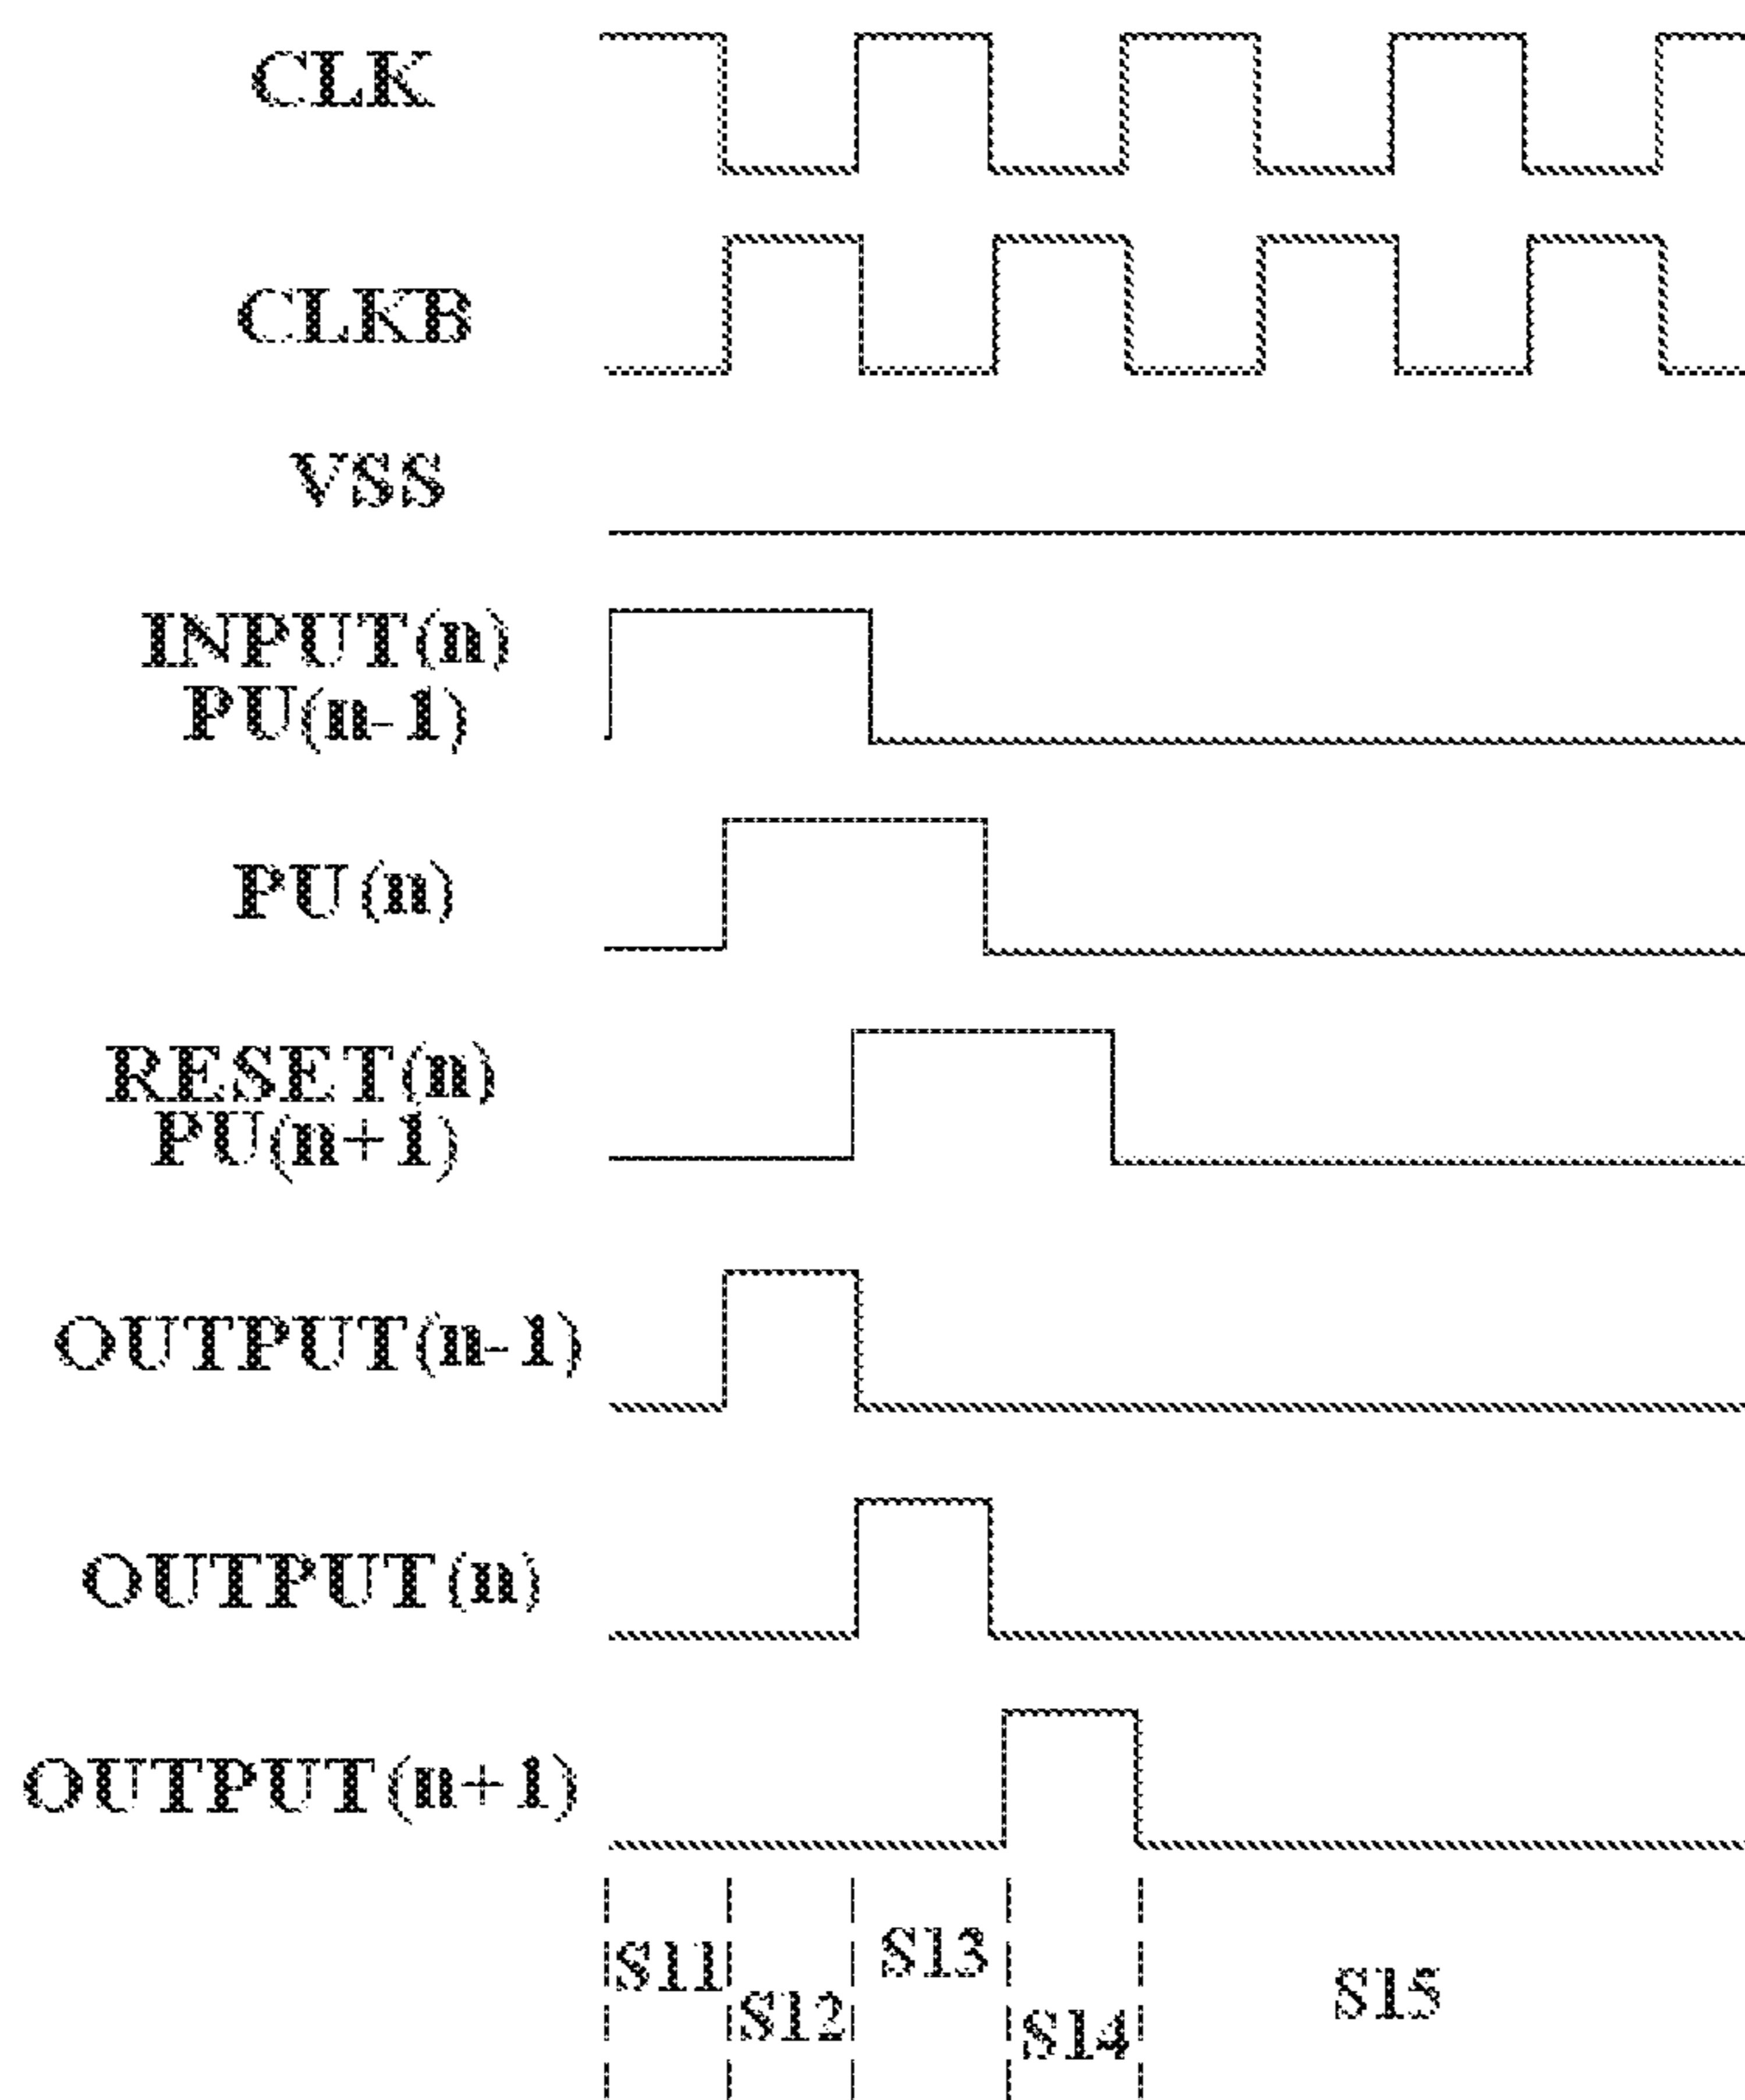 CLK
CLKB
VSS
INPUT(n)
PU(n-1)
PU(n)
RESET(n)
PU(n+1)
OUTPUT(n-1)
OUTPUT(n)
OUTPUT(n+1)
S11
S12
S13
S14
S15